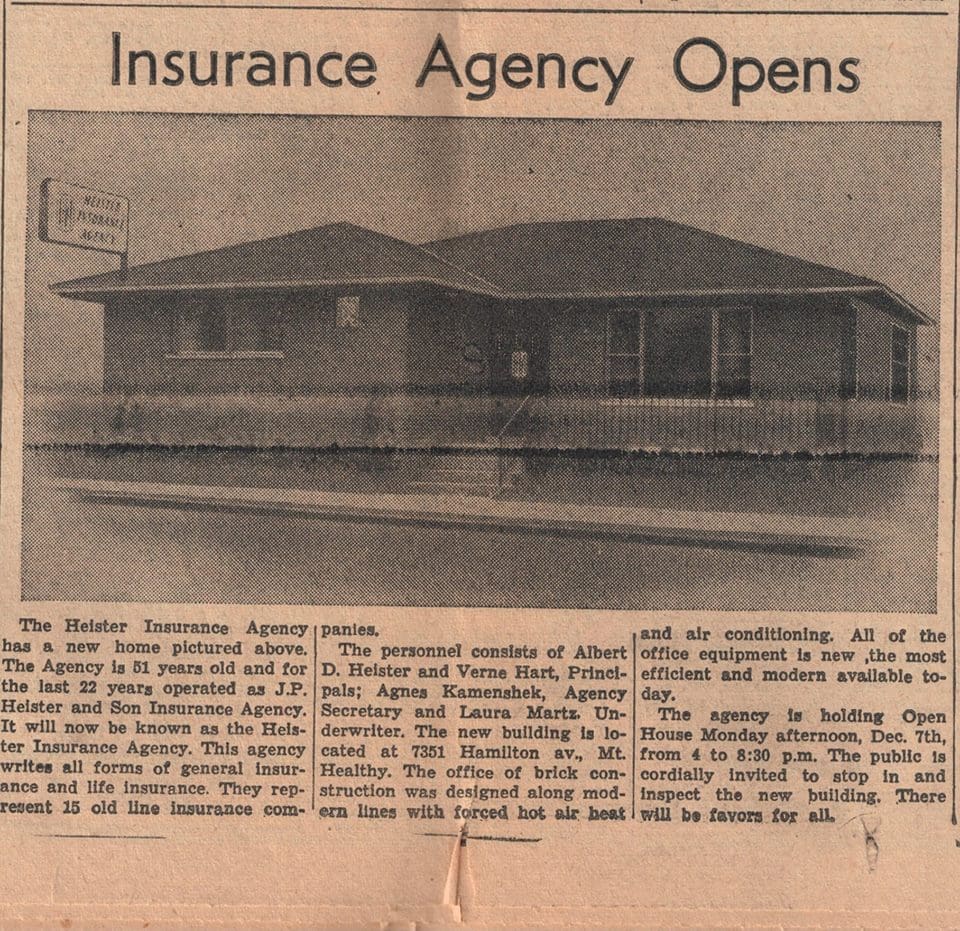 Insurance Agency Opens
HEISTER
INSURANCE
AGENCY
The Heister Insurance Agency
has a new home pictured above.
The Agency is 51 years old and for
the last 22 years operated as J.P.
Heister and Son Insurance Agency.
It will now be known as the Heis-
ter Insurance Agency. This agency
writes all forms of general insur-
ance and life insurance. They rep-
resent 15 old line insurance com-
panies.
The personnel consists of Albert
D. Heister and Verne Hart, Princi-
pals; Agnes Kamenshek, Agency
Secretary and Laura Martz, Un-
derwriter. The new building is lo-
cated at 7351 Hamilton av., Mt.
Healthy. The office of brick con-
struction was designed along mod-
ern lines with forced hot air heat
and air conditioning. All of the
office equipment is new ,the most
efficient and modern available to-
day.
The agency is holding Open
House Monday afternoon, Dec. 7th,
from 4 to 8:30 p.m. The public is
cordially invited to stop in and
inspect the new building. There
will be favors for all.